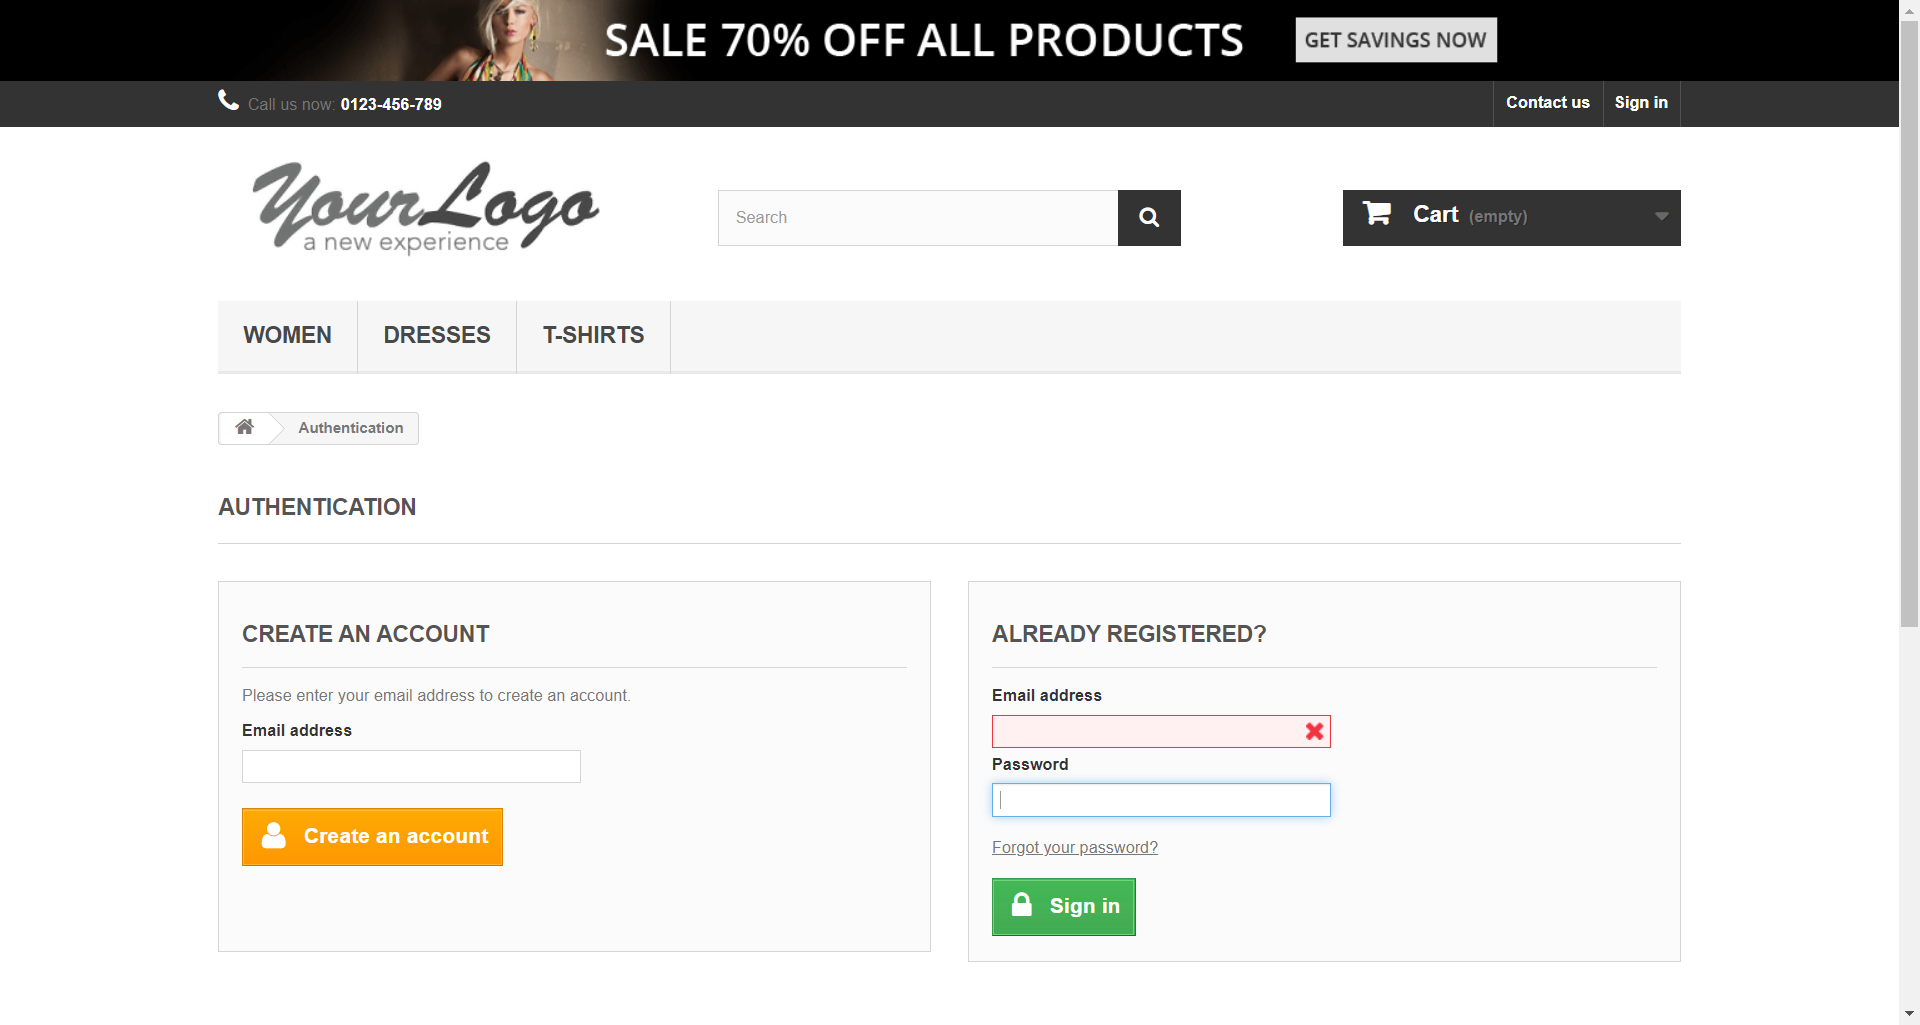 SALE 70% OFF ALL PRODUCTS
GET SAVINGS NOW
Call us now: 0123-456-789
Contact us
Sign in
YourLogo
a new experience
Search
Cart (empty)
WOMEN
DRESSES
T-SHIRTS
Authentication
AUTHENTICATION
CREATE AN ACCOUNT
Please enter your email address to create an account.
Email address
Create an account
ALREADY REGISTERED?
Email address
Password
Forgot your password?
Sign in